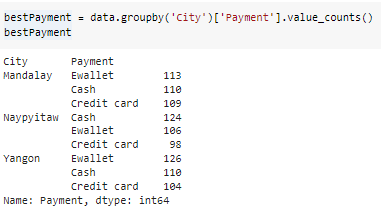 bestPayment = data.groupby('City')['Payment'].value_counts()
bestPayment
City       Payment
Mandalay   Ewallet        113
           Cash           110
           Credit card    109
Naypyitaw  Cash           124
           Ewallet        106
           Credit card     98
Yangon     Ewallet        126
           Cash           110
           Credit card    104
Name: Payment, dtype: int64